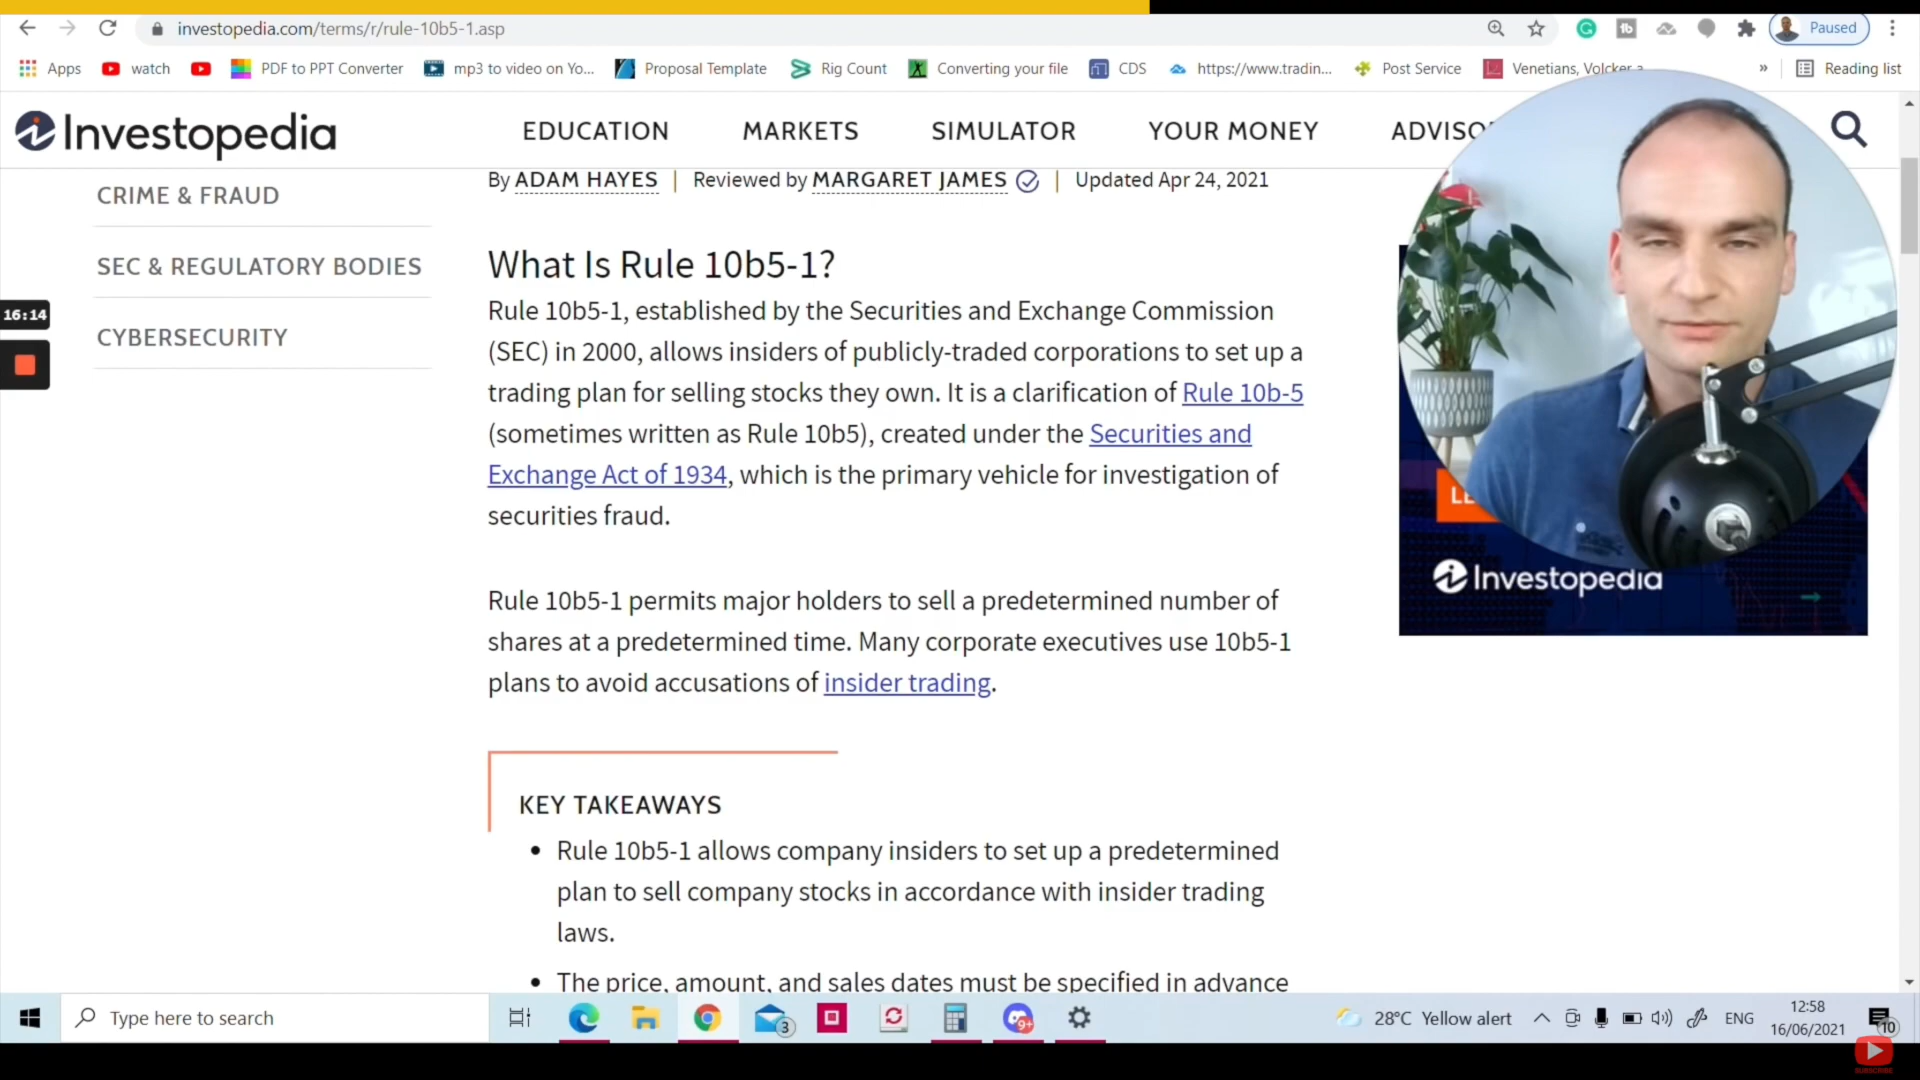 investopedia.com/terms/r/rule-10b5-1.asp
Paused
Apps watch PDF to PPT Converter mp3 to video on Yo... Proposal Template Rig Count Converting your file CDS https://www.tradin... Post Service Venetians, Volcker a » Reading list
Investopedia EDUCATION MARKETS SIMULATOR YOUR MONEY ADVISO
By ADAM HAYES | Reviewed by MARGARET JAMES | Updated Apr 24, 2021
CRIME & FRAUD
SEC & REGULATORY BODIES
CYBERSECURITY
16:14
What Is Rule 10b5-1?
Rule 10b5-1, established by the Securities and Exchange Commission
(SEC) in 2000, allows insiders of publicly-traded corporations to set up a
trading plan for selling stocks they own. It is a clarification of Rule 10b-5
(sometimes written as Rule 10b5), created under the Securities and
Exchange Act of 1934, which is the primary vehicle for investigation of
securities fraud.
Rule 10b5-1 permits major holders to sell a predetermined number of
shares at a predetermined time. Many corporate executives use 10b5-1
plans to avoid accusations of insider trading.
KEY TAKEAWAYS
• Rule 10b5-1 allows company insiders to set up a predetermined
plan to sell company stocks in accordance with insider trading
laws.
• The price, amount, and sales dates must be specified in advance
LE
Investopedia
Type here to search
3
9+
28°C Yellow alert
ENG
12:58
16/06/2021
10
SUBSCRIBE